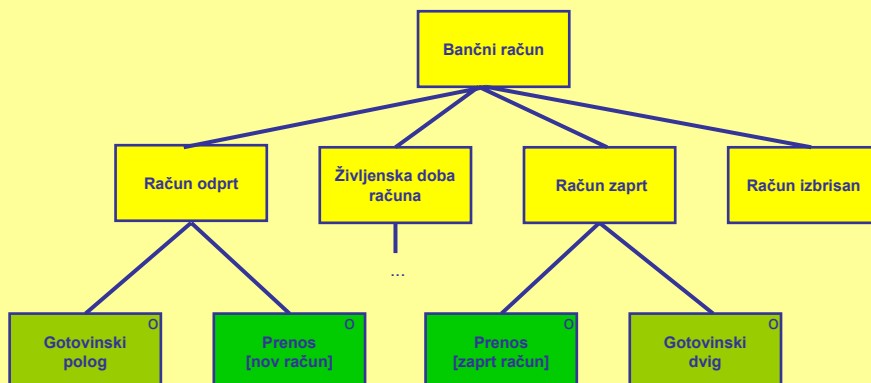 Bančni račun
Račun odprt
Življenska doba
računa
Račun zaprt
Račun izbrisan
...
O
Gotovinski
polog
O
Prenos
[nov račun]
O
Prenos
[zaprt račun]
O
Gotovinski
dvig